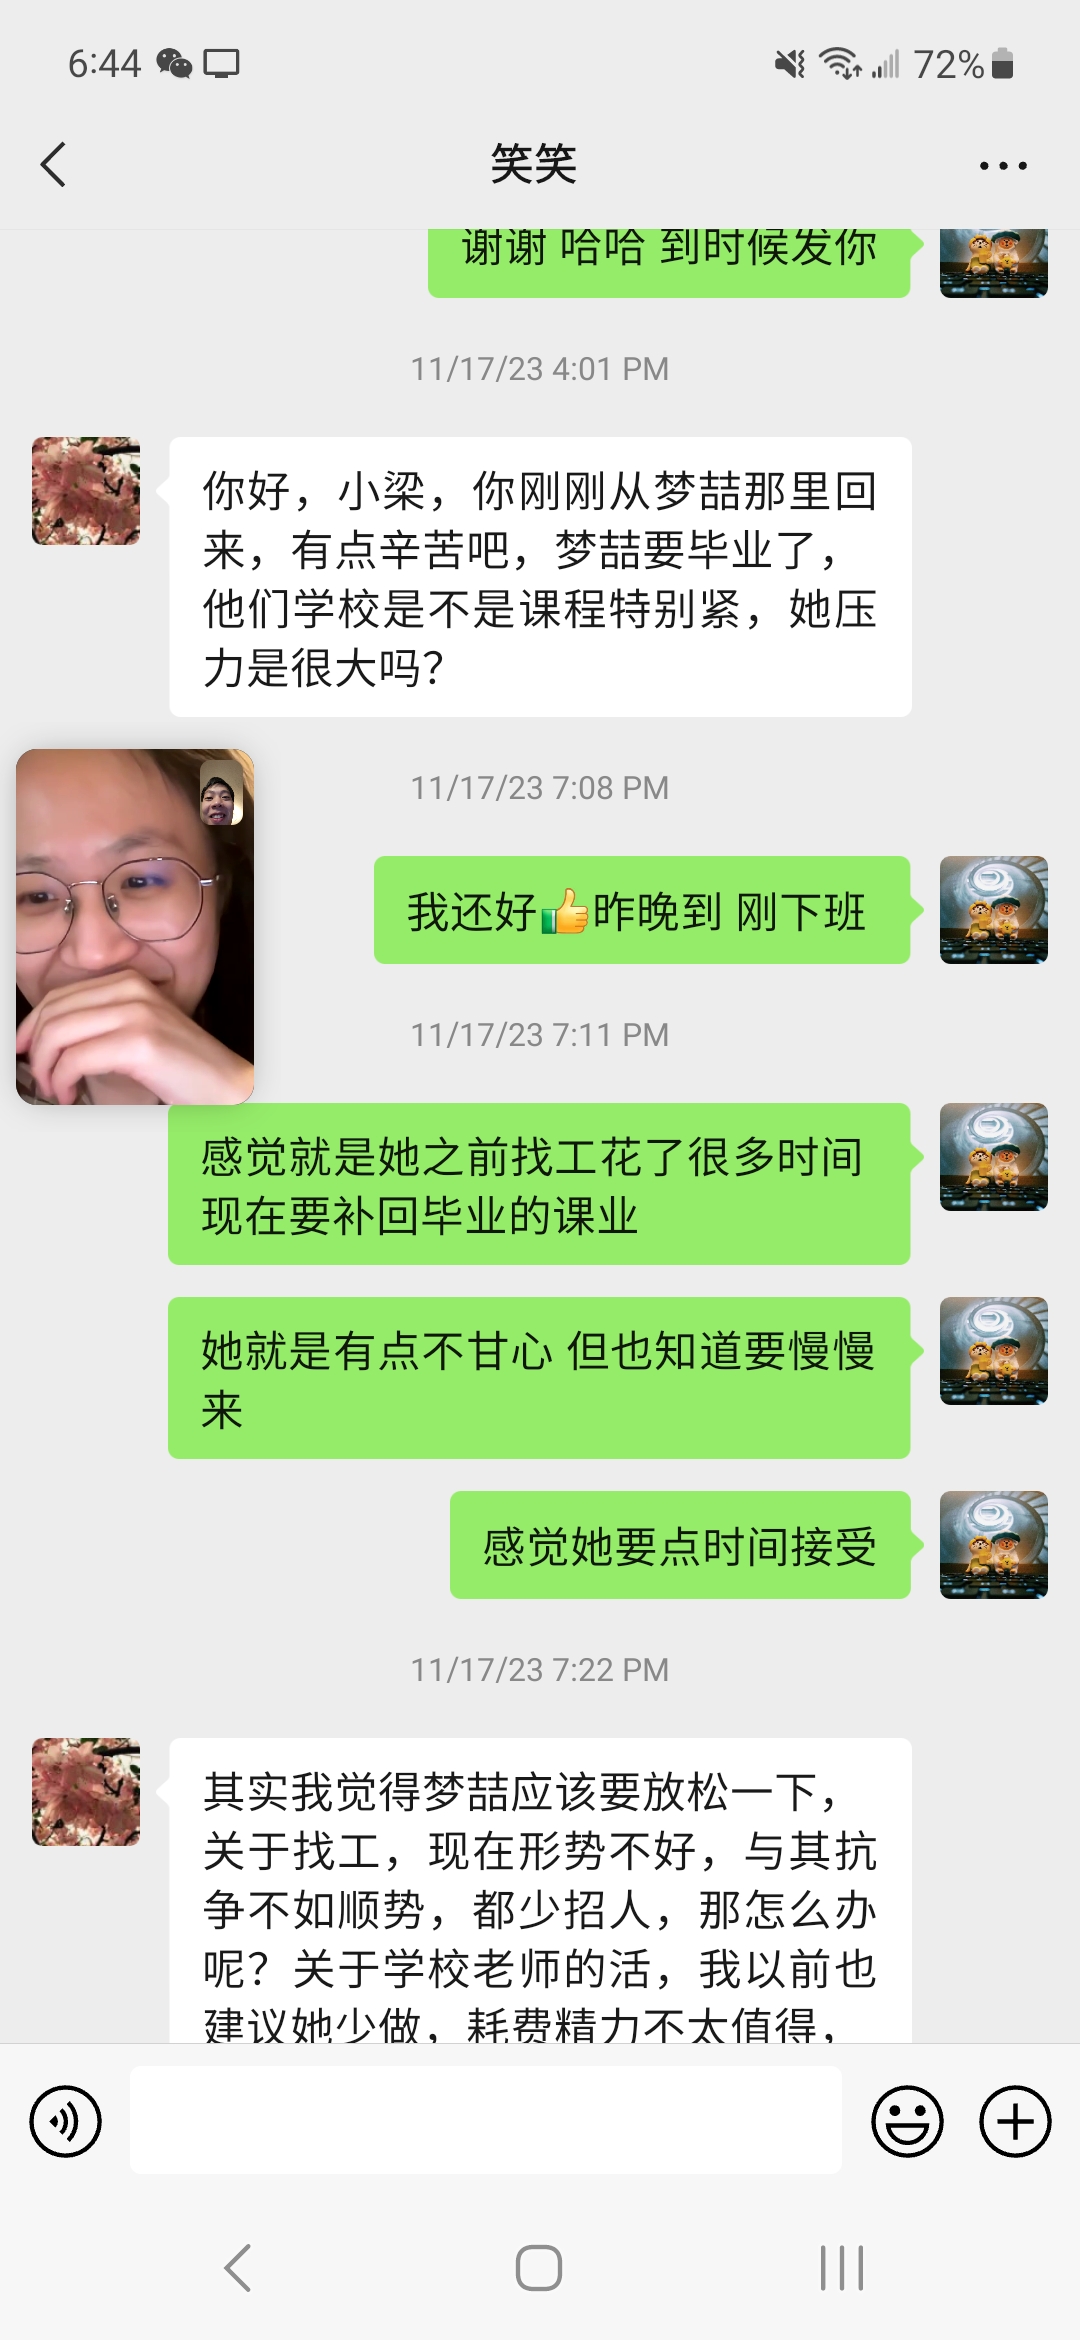 6:44
72%
笑笑
谢谢 哈哈 到时候发你
11/17/23 4:01 PM
你好，小梁，你刚刚从梦喆那里回
来，有点辛苦吧，梦喆要毕业了，
他们学校是不是课程特别紧，她压
力是很大吗？
11/17/23 7:08 PM
我还好👍昨晚到 刚下班
11/17/23 7:11 PM
感觉就是她之前找工花了很多时间
现在要补回毕业的课业
她就是有点不甘心 但也知道要慢慢
来
感觉她要点时间接受
11/17/23 7:22 PM
其实我觉得梦喆应该要放松一下，
关于找工，现在形势不好，与其抗
争不如顺势，都少招人，那怎么办
呢？关于学校老师的活，我以前也
建议她少做，耗费精力不太值得，